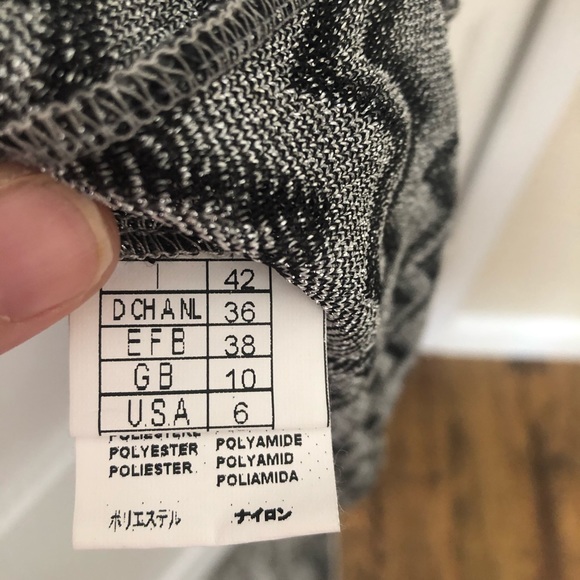 I 42
D CH A NL 36
E F B 38
G B 10
U.S.A 6
POLYESTER POLYAMIDE
POLIESTER POLYAMID
POLIAMIDA
ポリエステル ナイロン